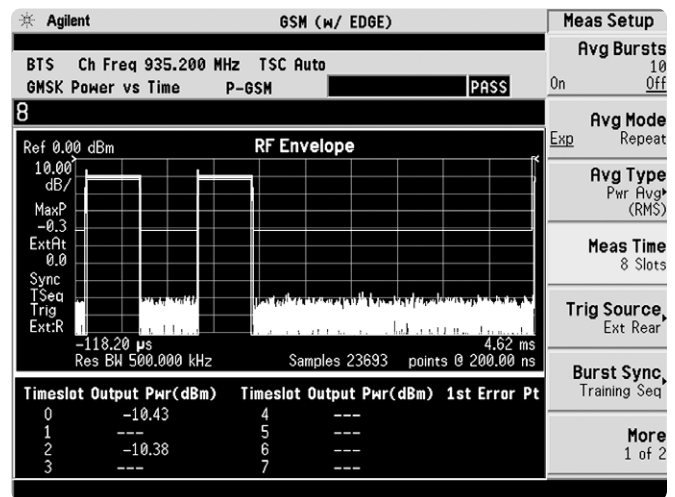 Agilent GSM (w/ EDGE) Meas Setup
BTS Ch Freq 935.200 MHz TSC Auto
GMSK Power vs Time P-GSM PASS
8
Ref 0.00 dBm RF Envelope
10.00
dB/
MaxP
-0.3
ExtAt
0.0
Sync
TSeq
Trig
Ext:R
-118.20 µs 4.62 ms
Res BW 500.000 kHz Samples 23693 points @ 200.00 ns
Timeslot Output Pwr(dBm) Timeslot Output Pwr(dBm) 1st Error Pt
0 -10.43 4 ---
1 --- 5 ---
2 -10.38 6 ---
3 --- 7 ---
Avg Bursts
10
On Off
Avg Mode
Exp Repeat
Avg Type
Pwr Avg
(RMS)
Meas Time
8 Slots
Trig Source
Ext Rear
Burst Sync
Training Seq
More
1 of 2